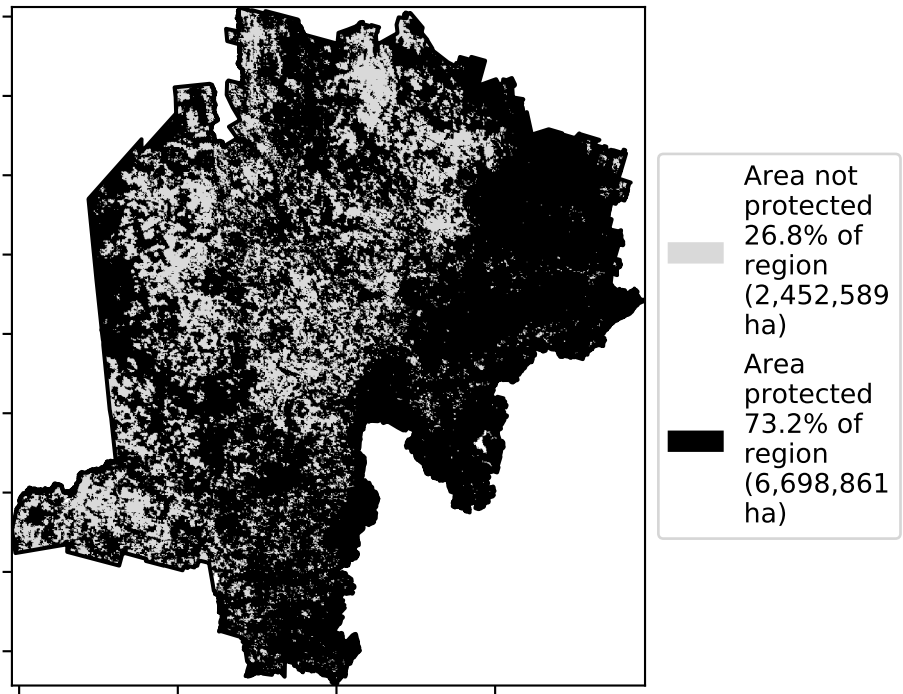 Area not
protected
26.8% of
region
(2,452,589
ha)
Area
protected
73.2% of
region
(6,698,861
ha)